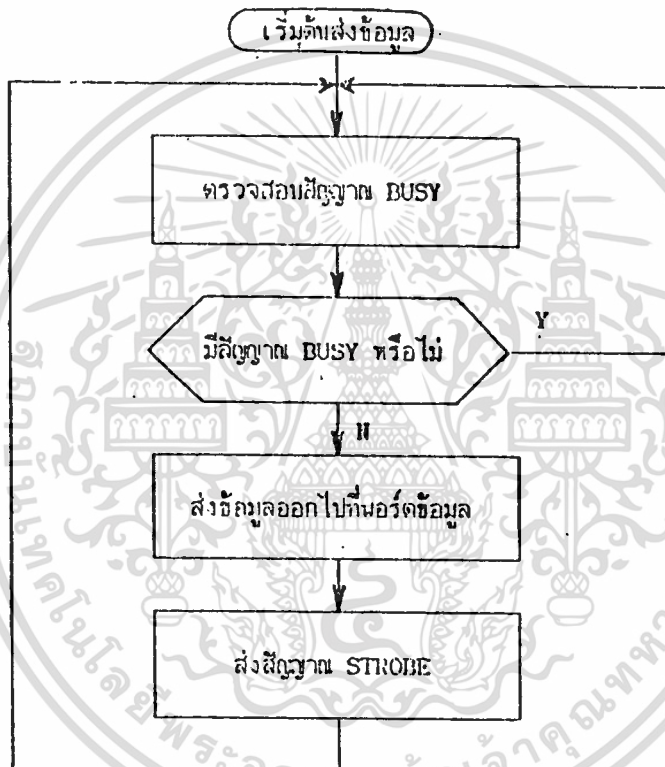 เริ่มต้นส่งข้อมูล
ตรวจสอบสัญญาณ BUSY
มีสัญญาณ BUSY หรือไม่
Y
N
ส่งข้อมูลออกไปที่พอร์ตข้อมูล
ส่งสัญญาณ STROBE